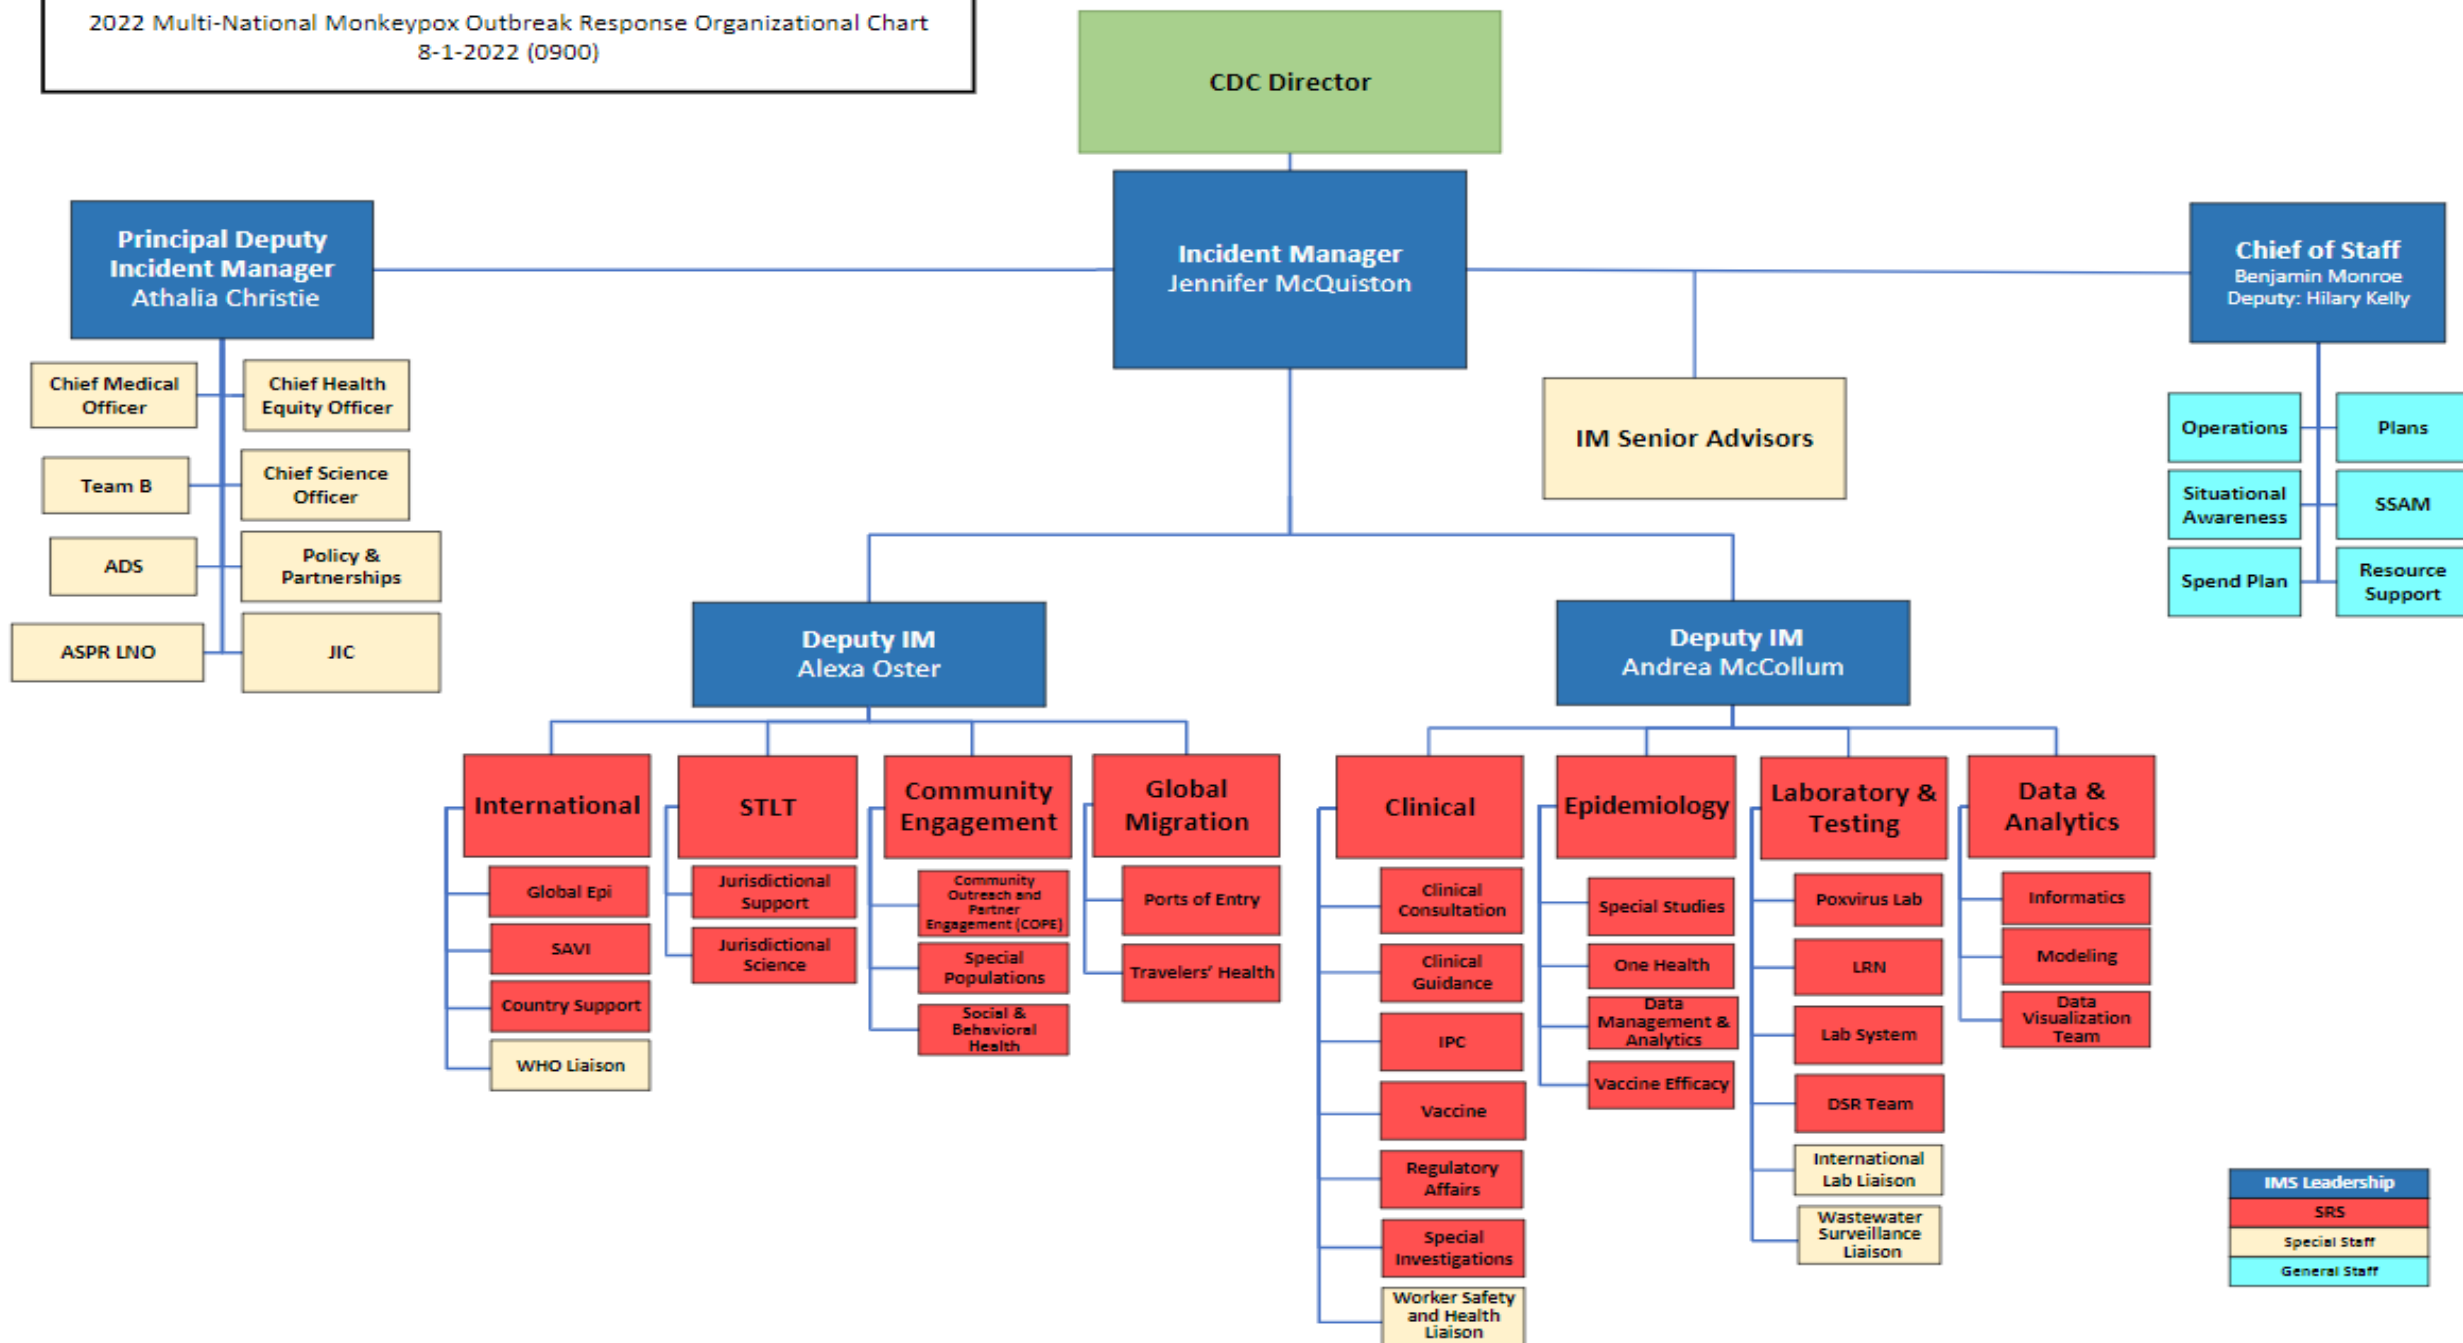 2022 Multi-National Monkeypox Outbreak Response Organizational Chart
8-1-2022 (0900)
CDC Director
Principal Deputy
Incident Manager
Athalia Christie
Incident Manager
Jennifer McQuiston
Chief of Staff
Benjamin Monroe
Deputy: Hilary Kelly
Chief Medical
Officer
Chief Health
Equity Officer
Team B
Chief Science
Officer
ADS
Policy &
Partnerships
ASPR LNO
JIC
IM Senior Advisors
Operations
Plans
Situational
Awareness
SSAM
Spend Plan
Resource
Support
Deputy IM
Alexa Oster
Deputy IM
Andrea McCollum
International
Global Epi
SAVI
Country Support
WHO Liaison
STLT
Jurisdictional
Support
Jurisdictional
Science
Community
Engagement
Community
Outreach and
Partner
Engagement (COPE)
Special
Populations
Social &
Behavioral
Health
Global
Migration
Ports of Entry
Travelers' Health
Clinical
Clinical
Consultation
Clinical
Guidance
IPC
Vaccine
Regulatory
Affairs
Special
Investigations
Worker Safety
and Health
Liaison
Epidemiology
Special Studies
One Health
Data
Management &
Analytics
Vaccine Efficacy
Laboratory &
Testing
Poxvirus Lab
LRN
Lab System
DSR Team
International
Lab Liaison
Wastewater
Surveillance
Liaison
Data &
Analytics
Informatics
Modeling
Data
Visualization
Team
IMS Leadership
SRS
Special Staff
General Staff